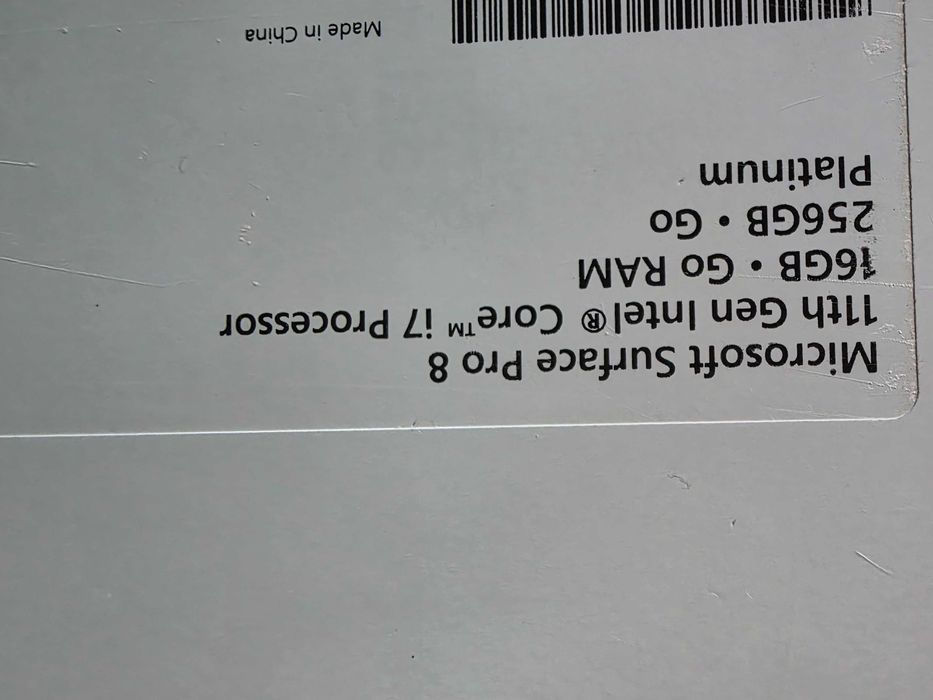 Microsoft Surface Pro 8
11th Gen Intel® Core™ i7 Processor
16GB • Go RAM
256GB • Go
Platinum
Made in China